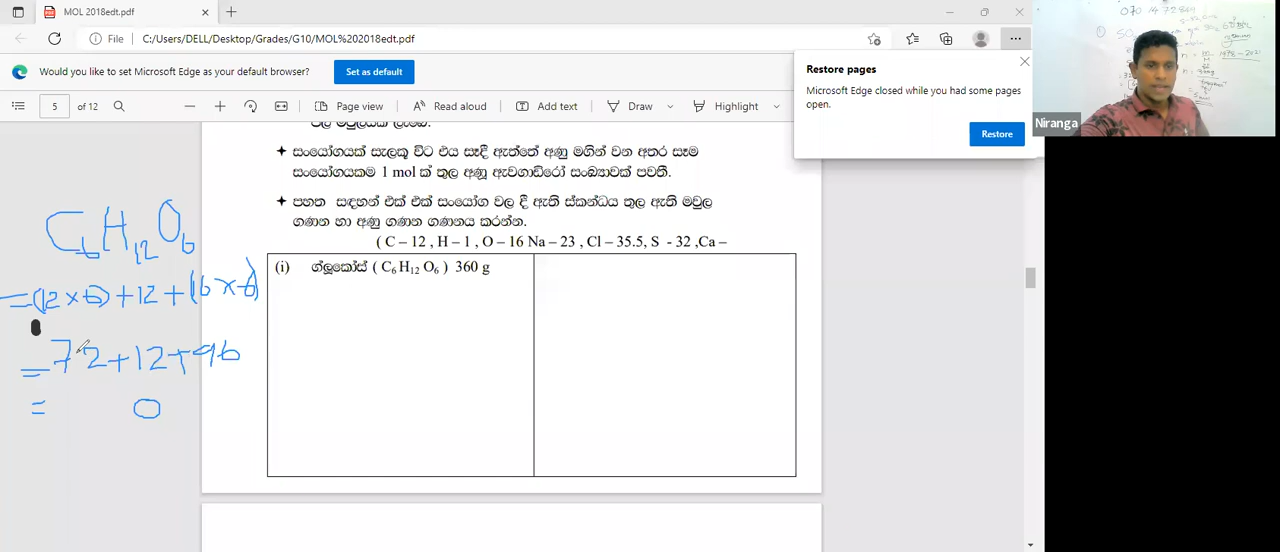 MOL 2018edt.pdf
File C:/Users/DELL/Desktop/Grades/G10/MOL%202018edt.pdf
Would you like to set Microsoft Edge as your default browser? Set as default
5 of 12 Page view Read aloud Add text Draw Highlight
Restore pages
Microsoft Edge closed while you had some pages
open.
Restore
Niranga
070 14 72844
✦ සංයෝගයක් සැලකූ විට එය සෑදී ඇත්තේ අණු මගින් වන අතර සෑම
සංයෝගයකම 1 mol ක් තුල අණු ඇවගාඩ්රෝ සංඛ්‍යාවක් පවතී.
✦ පහත සඳහන් එක් එක් සංයෝග වල දී ඇති ස්කන්ධය තුල ඇති මවුල
ගණන හා අණු ගණන ගණනය කරන්න.
( C – 12 , H – 1 , O – 16 Na – 23 , Cl – 35.5, S - 32 ,Ca –
(i) ග්ලූකෝස් ( C₆ H₁₂ O₆ ) 360 g
C₆H₁₂O₆
=(12×6)+12+(16×6)
=72+12+96
= 0